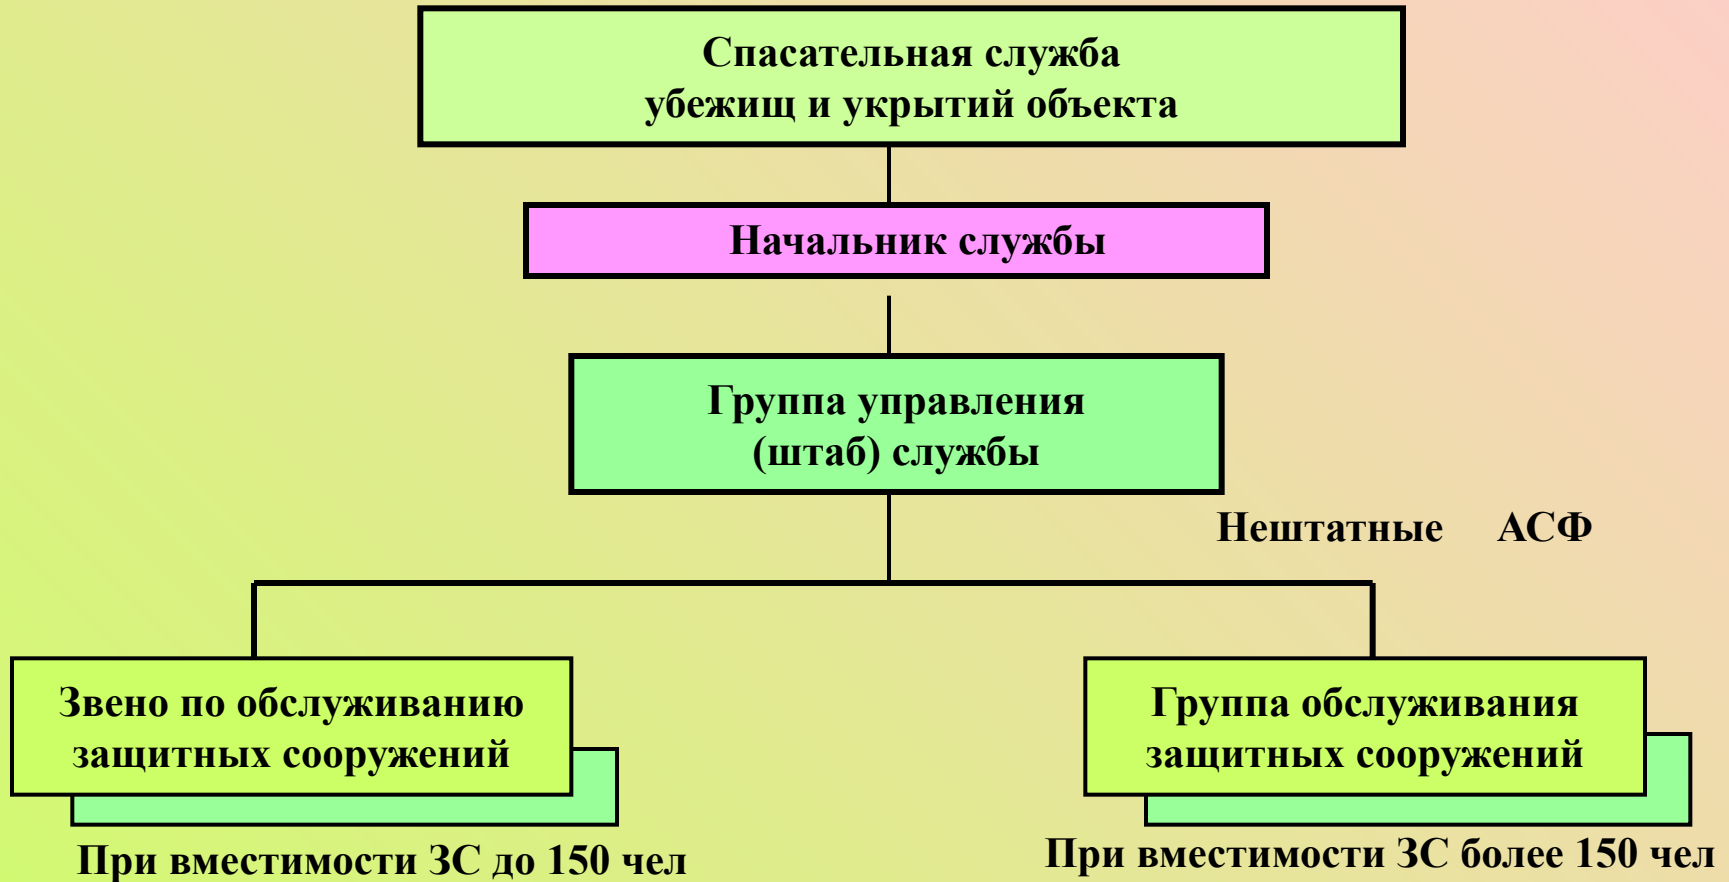 Спасательная служба
убежищ и укрытий объекта
Начальник службы
Группа управления
(штаб) службы
Нештатные АСФ
Звено по обслуживанию
защитных сооружений
При вместимости ЗС до 150 чел
Группа обслуживания
защитных сооружений
При вместимости ЗС более 150 чел